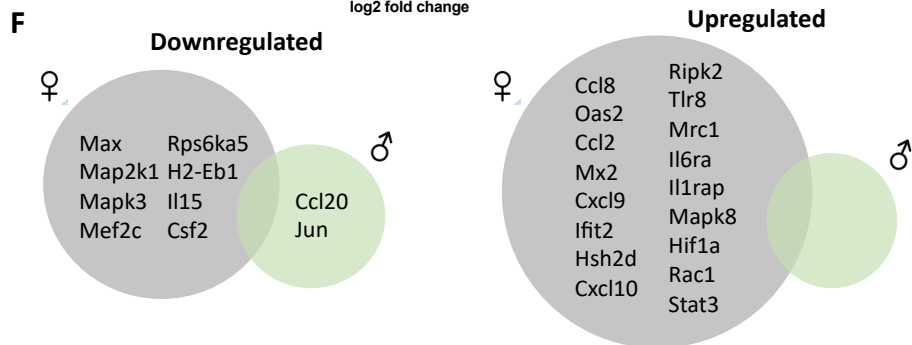 log2 fold change
F
Downregulated
♀
Max Rps6ka5
Map2k1 H2-Eb1
Mapk3 Il15
Mef2c Csf2
♂
Ccl20
Jun
Upregulated
♀
Ccl8
Oas2
Ccl2
Mx2
Cxcl9
Ifit2
Hsh2d
Cxcl10
Ripk2
Tlr8
Mrc1
Il6ra
Il1rap
Mapk8
Hif1a
Rac1
Stat3
♂